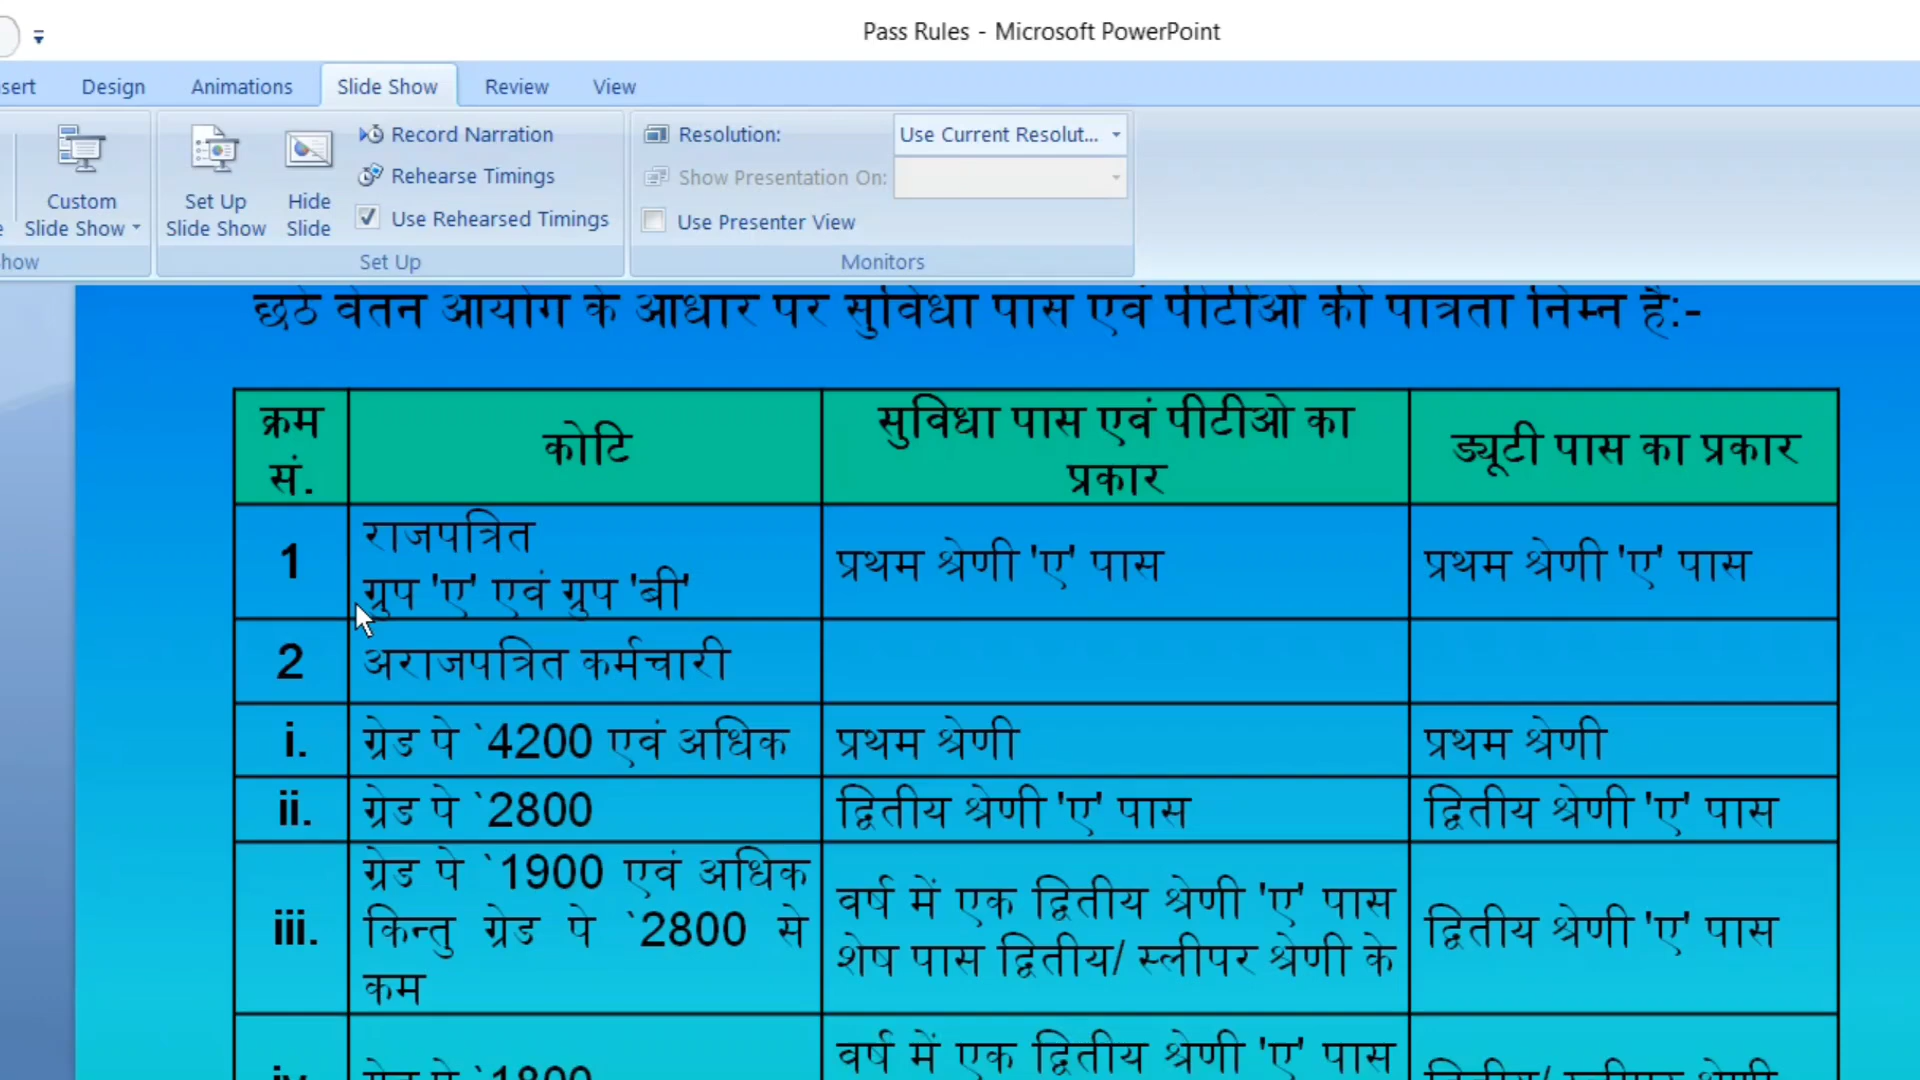 Pass Rules - Microsoft PowerPoint
sert Design Animations Slide Show Review View
Custom
Slide Show
Set Up
Slide Show
Hide
Slide
Record Narration
Rehearse Timings
Use Rehearsed Timings
Set Up
Resolution: Use Current Resolut...
Show Presentation On:
Use Presenter View
Monitors
how
छठे वेतन आयोग के आधार पर सुविधा पास एवं पीटीओ की पात्रता निम्न है:-
क्रम
सं.
कोटि
सुविधा पास एवं पीटीओ का
प्रकार
ड्यूटी पास का प्रकार
1
राजपत्रित
ग्रुप 'ए' एवं ग्रुप 'बी'
प्रथम श्रेणी 'ए' पास
प्रथम श्रेणी 'ए' पास
2
अराजपत्रित कर्मचारी
i.
ग्रेड पे `4200 एवं अधिक
प्रथम श्रेणी
प्रथम श्रेणी
ii.
ग्रेड पे `2800
द्वितीय श्रेणी 'ए' पास
द्वितीय श्रेणी 'ए' पास
iii.
ग्रेड पे `1900 एवं अधिक
किन्तु ग्रेड पे `2800 से
कम
वर्ष में एक द्वितीय श्रेणी 'ए' पास
शेष पास द्वितीय/ स्लीपर श्रेणी के
द्वितीय श्रेणी 'ए' पास
iv.
ग्रेड पे `1800
वर्ष में एक द्वितीय श्रेणी 'ए' पास
द्वितीय/ स्लीपर श्रेणी